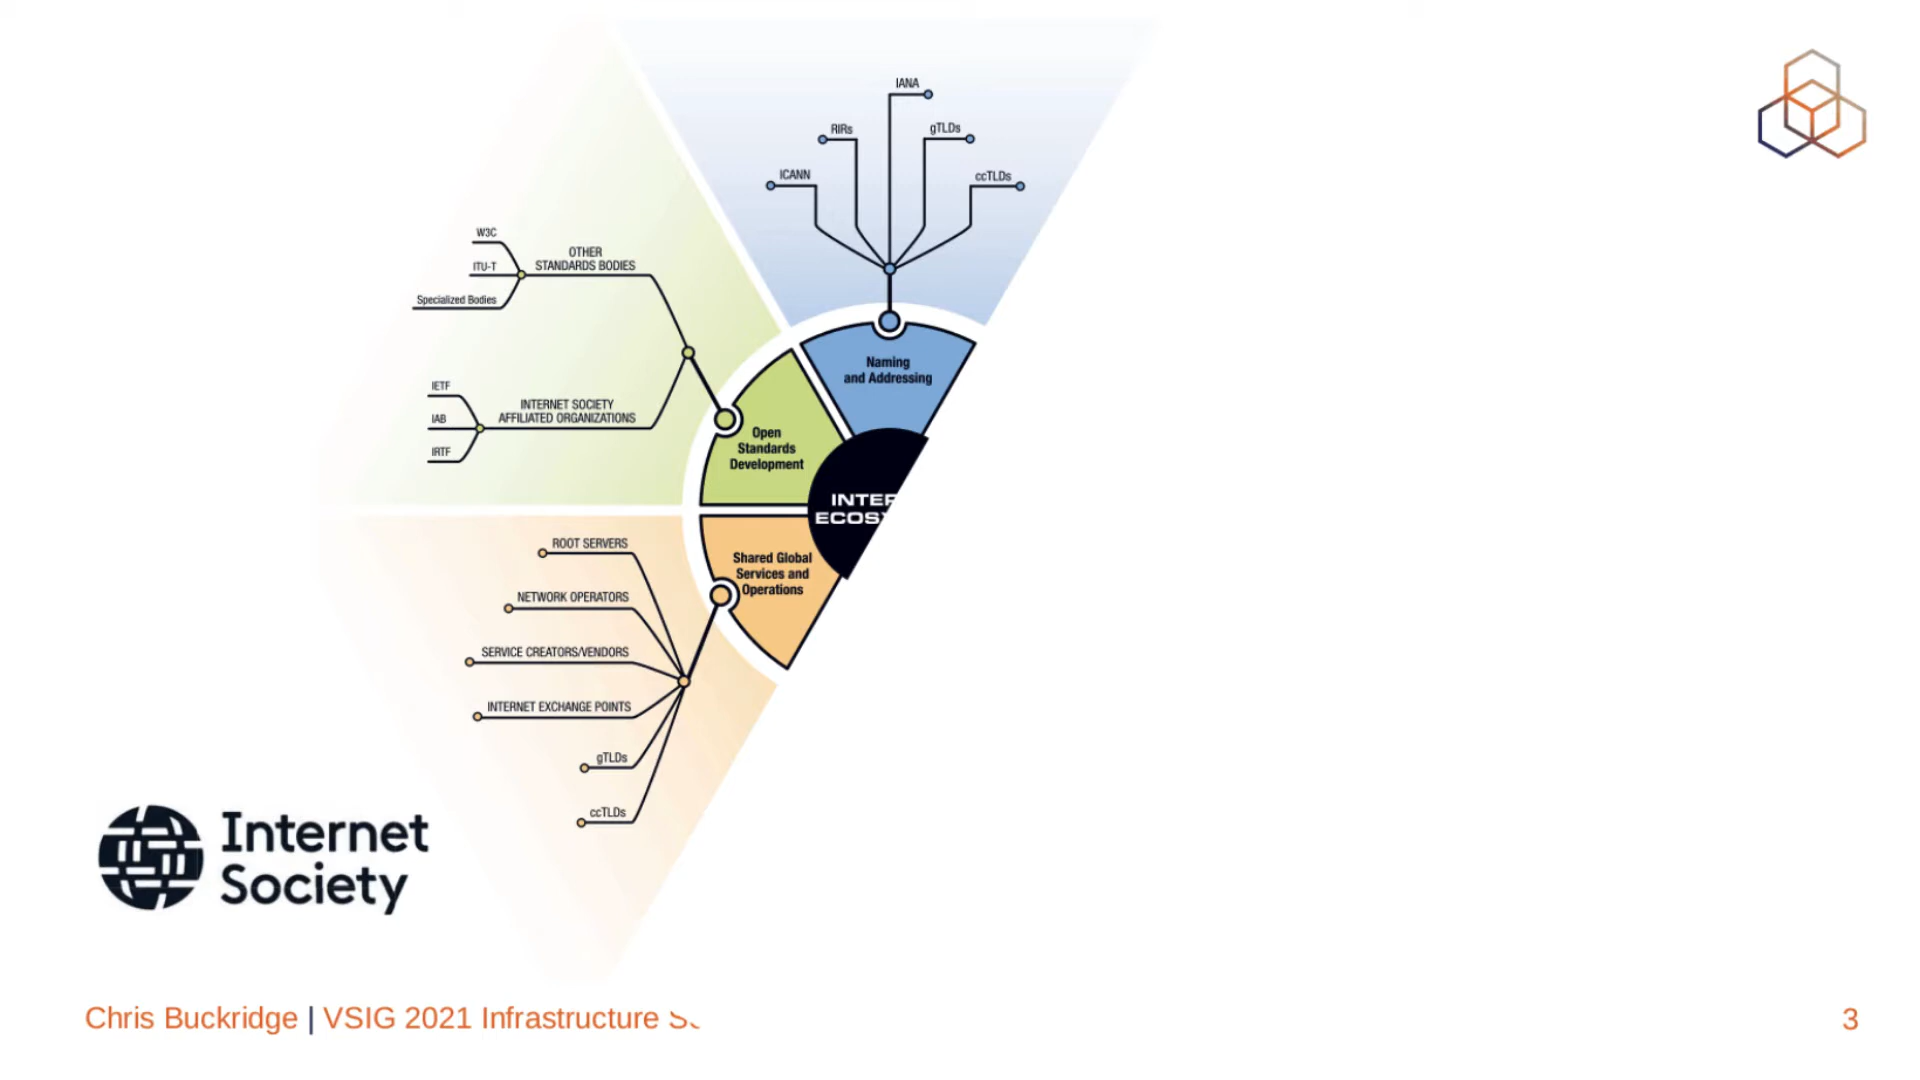 IANA
RIRs
gTLDs
ICANN
ccTLDs
W3C
OTHER
STANDARDS BODIES
ITU-T
Specialized Bodies
Naming
and Addressing
IETF
INTERNET SOCIETY
AFFILIATED ORGANIZATIONS
IAB
IRTF
Open
Standards
Development
ROOT SERVERS
Shared Global
Services and
Operations
NETWORK OPERATORS
SERVICE CREATORS/VENDORS
INTERNET EXCHANGE POINTS
gTLDs
ccTLDs
Internet
Society
Chris Buckridge | VSIG 2021 Infrastructure
3